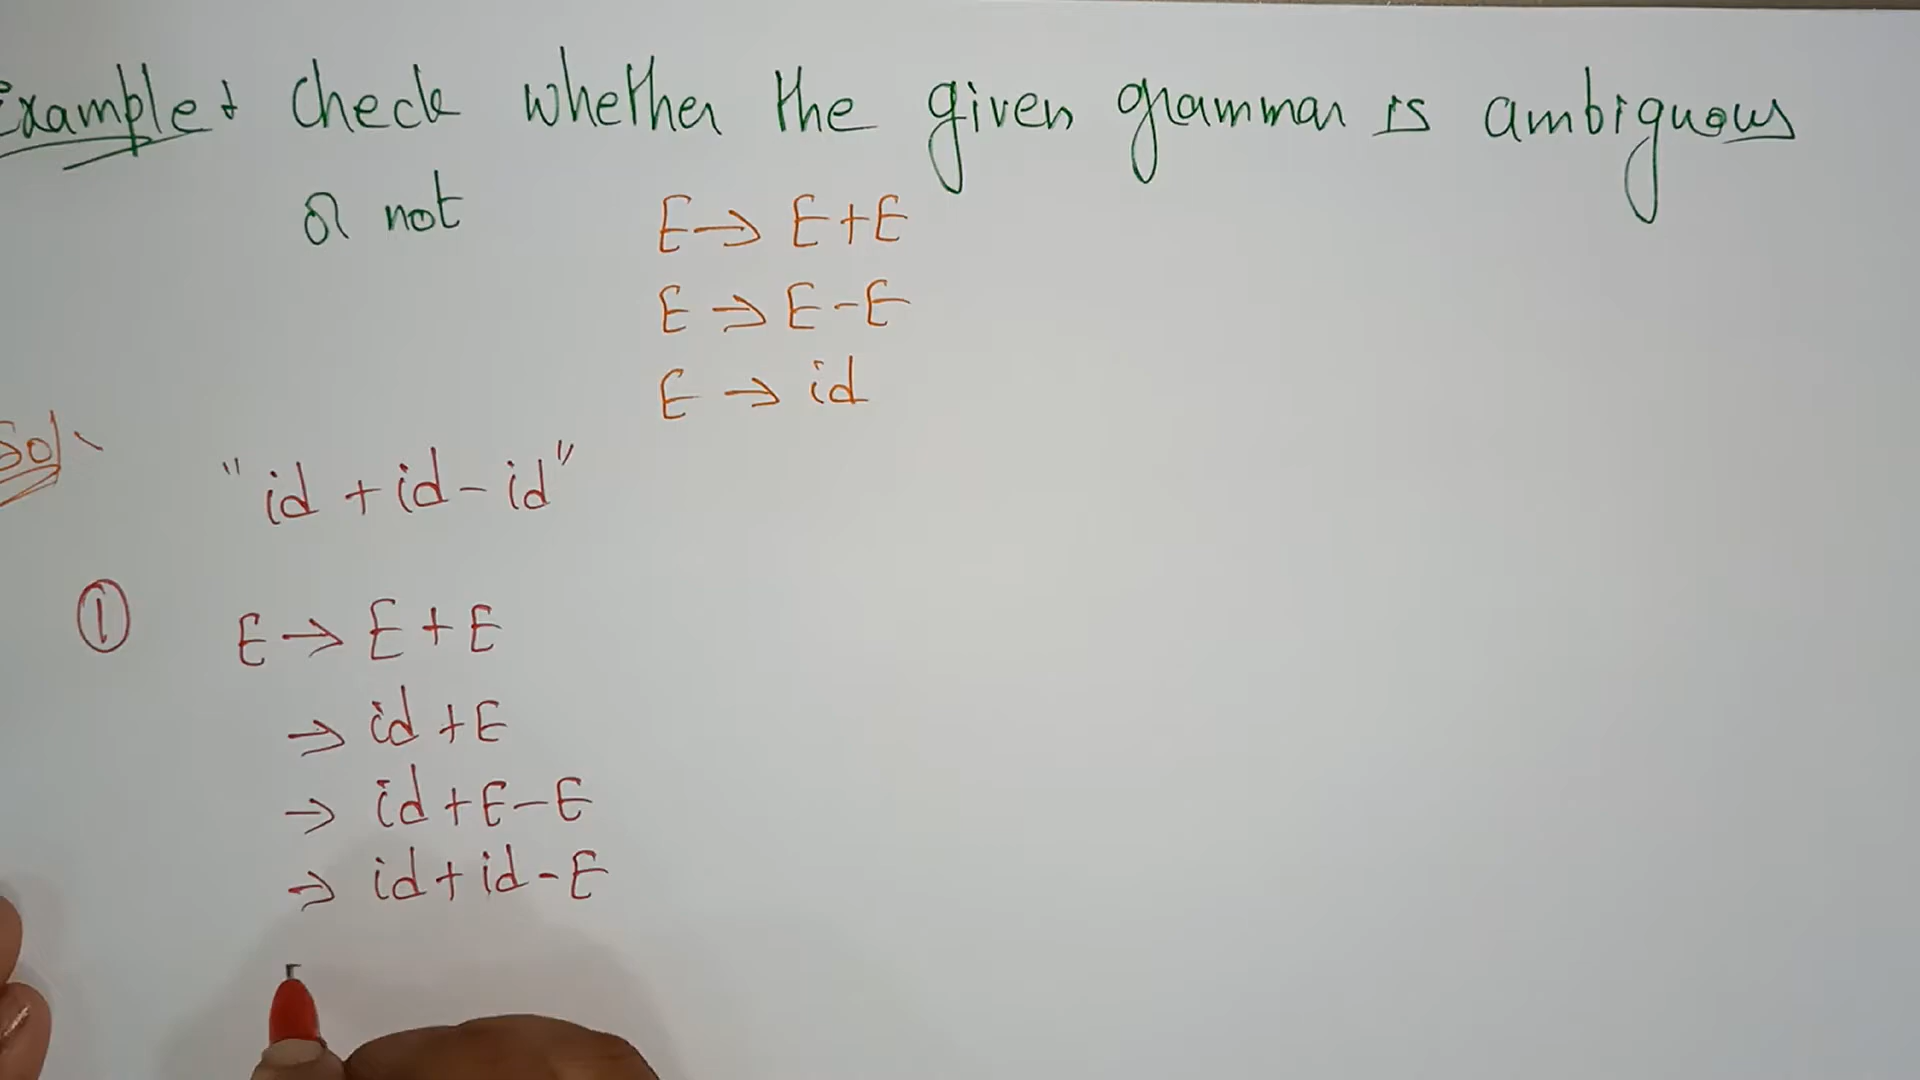 Example: Check whether the given grammar is ambiguous
or not
E → E+E
E → E-E
E → id
Sol:
"id + id - id"
① E → E + E
→ id + E
→ id + E - E
→ id + id - E